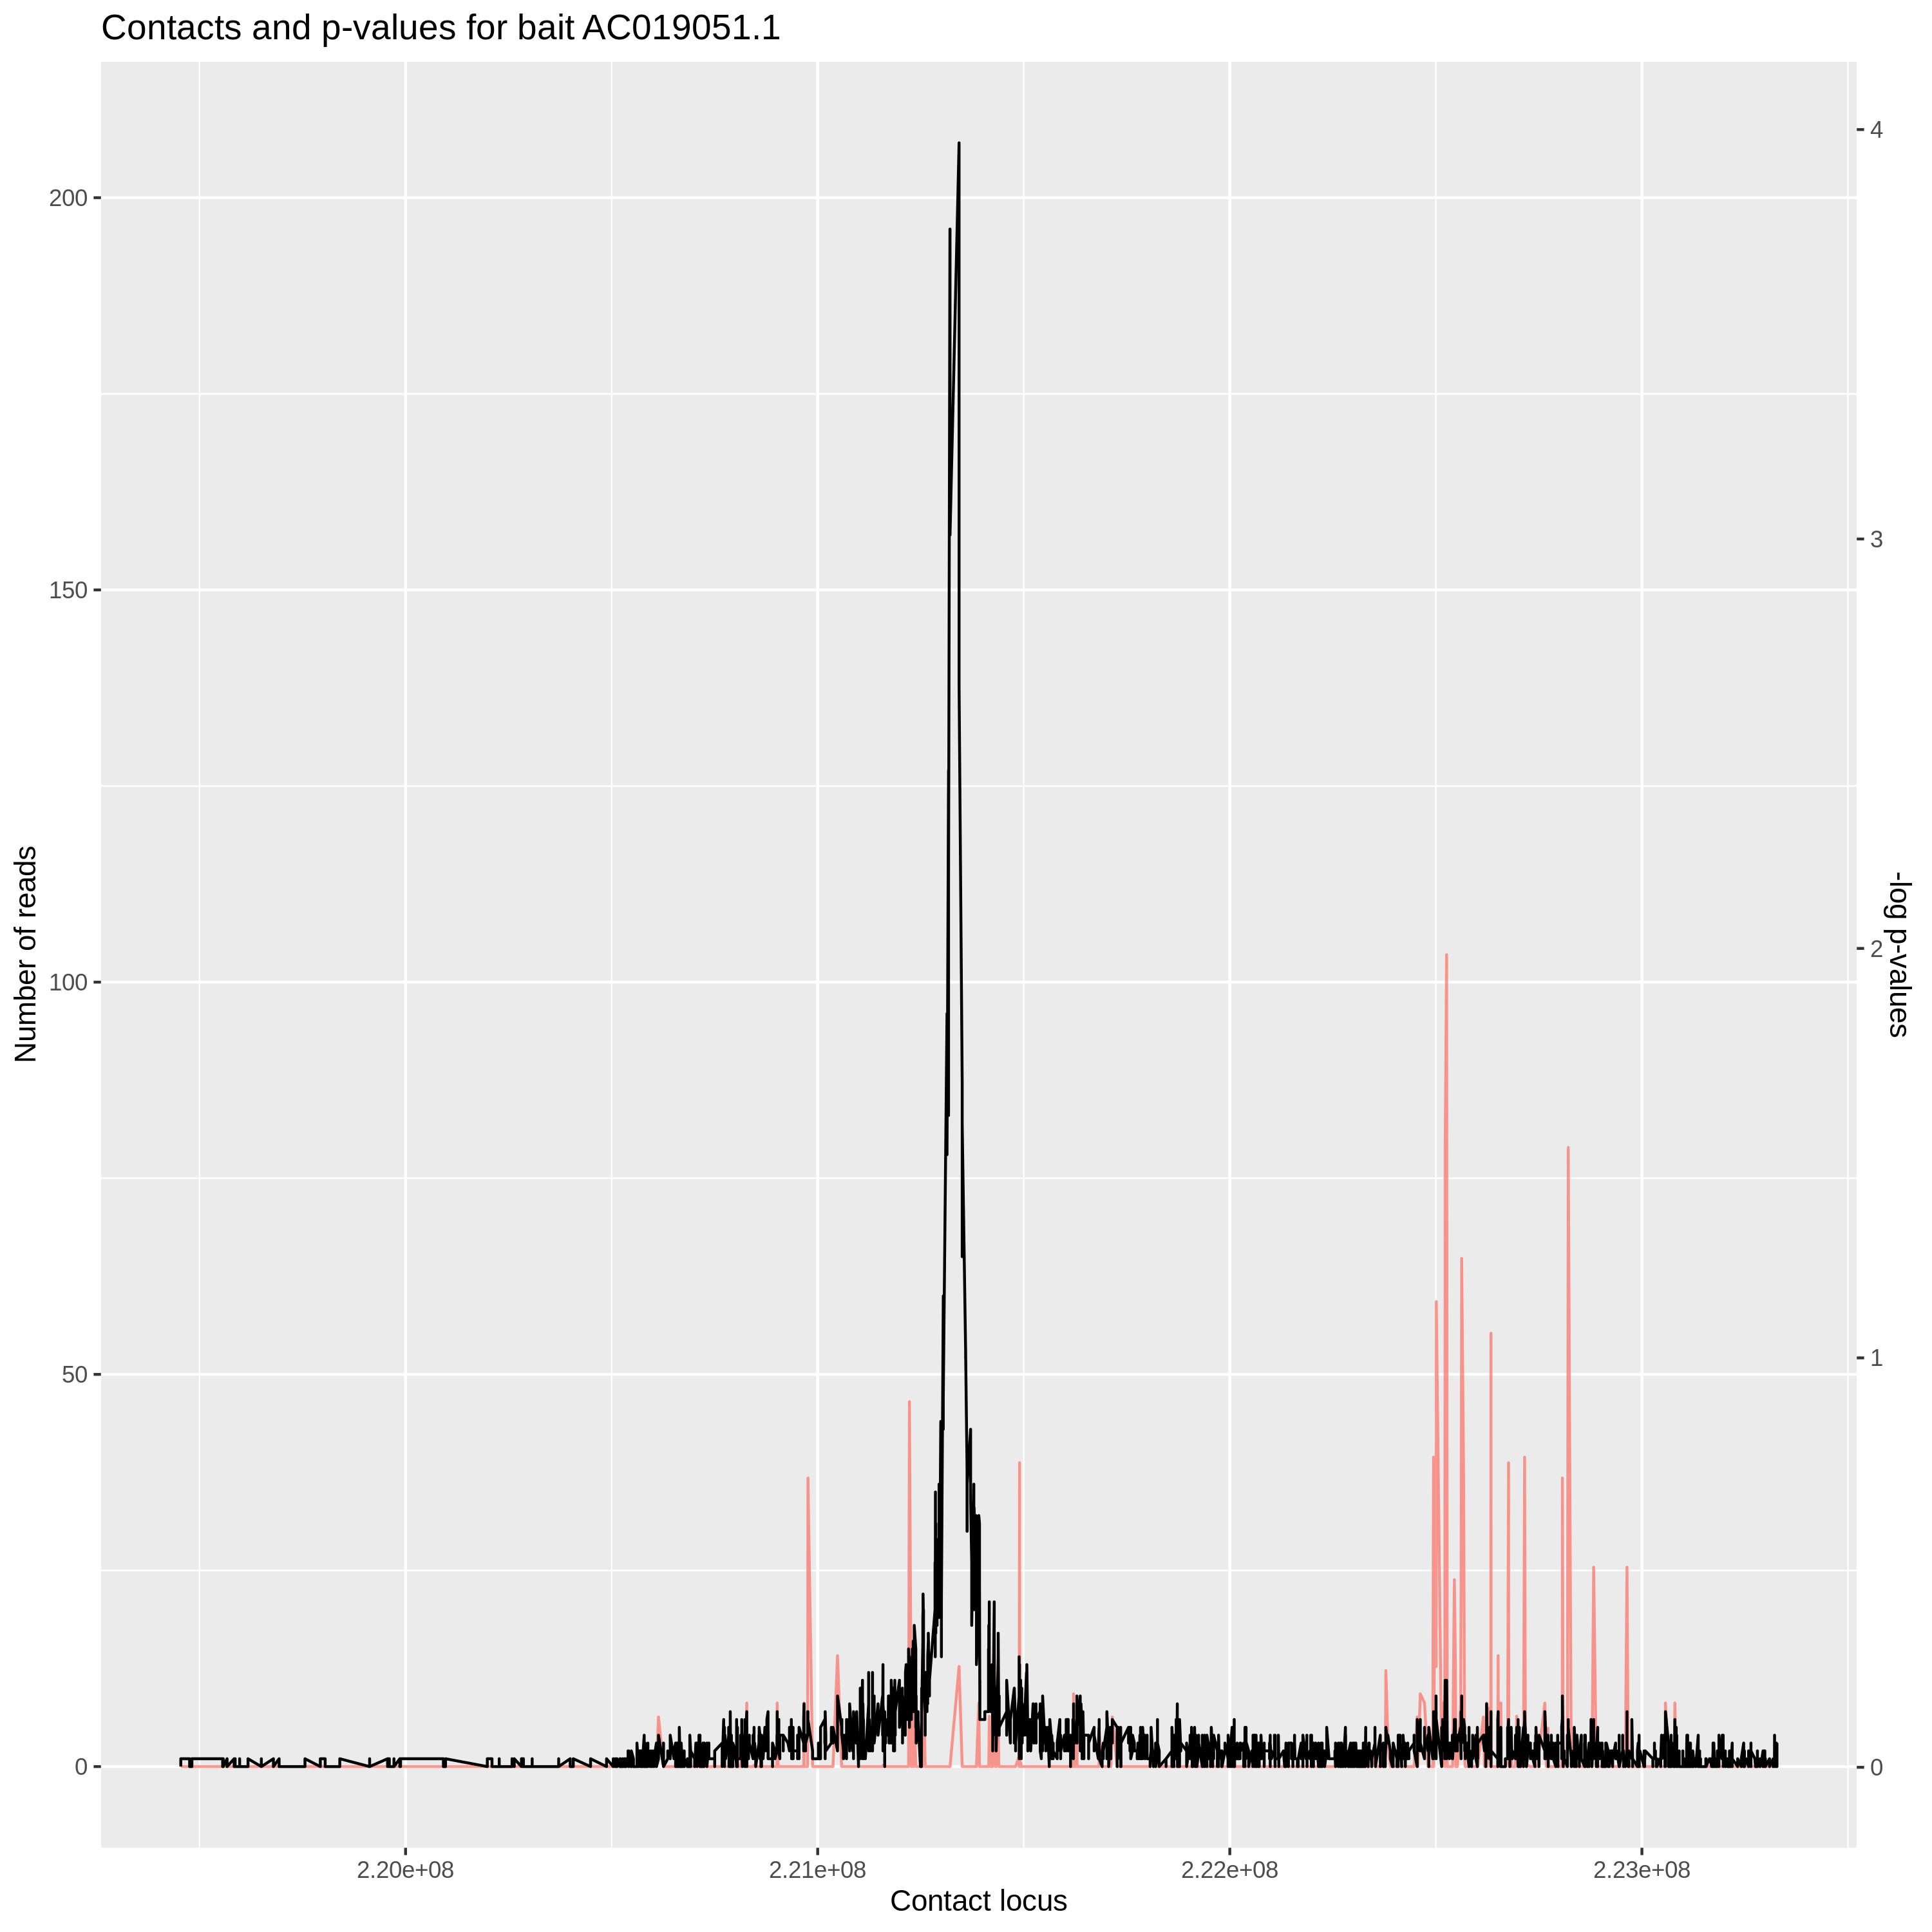 Contacts and p-values for bait AC019051.1
200
150
100
50
0
Number of reads
4
3
2
1
0
-log p-values
2.20e+08
2.21e+08
2.22e+08
2.23e+08
Contact locus